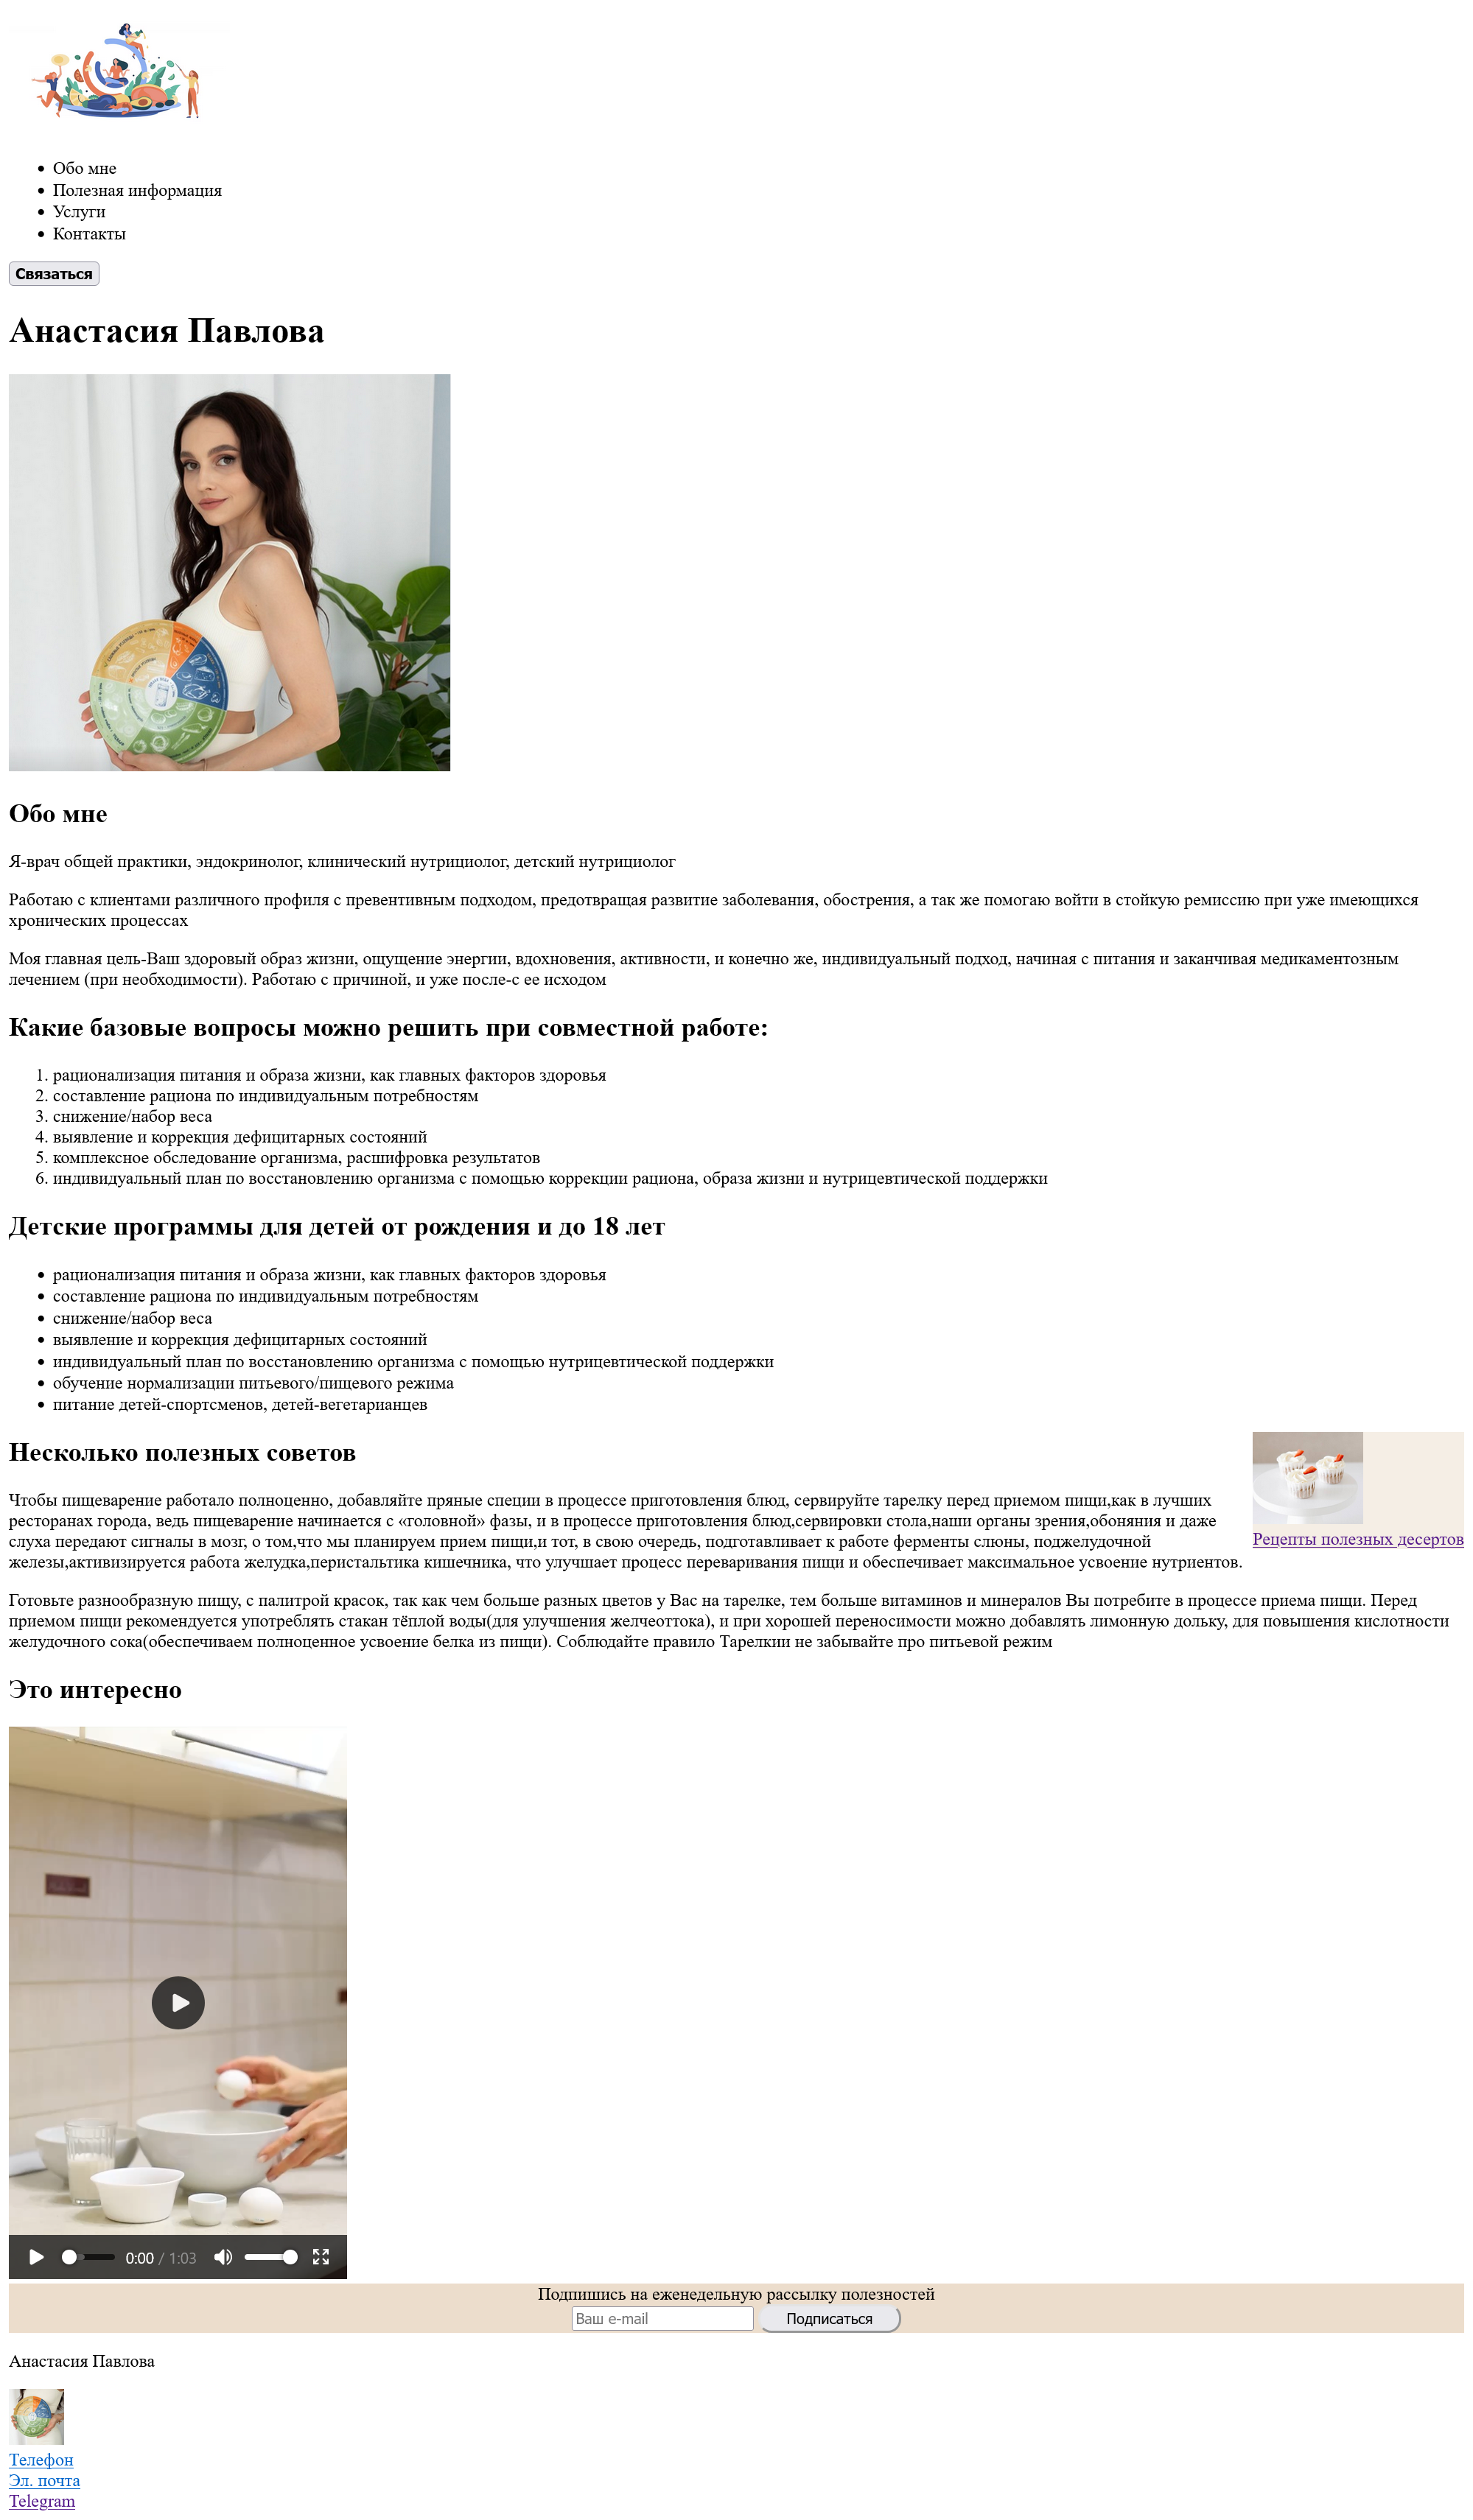 Обо мне
Полезная информация
Услуги
Контакты
Связаться
Анастасия Павлова
Обо мне
Я-врач общей практики, эндокринолог, клинический нутрициолог, детский нутрициолог
Работаю с клиентами различного профиля с превентивным подходом, предотвращая развитие заболевания, обострения, а так же помогаю войти в стойкую ремиссию при уже имеющихся
хронических процессах
Моя главная цель-Ваш здоровый образ жизни, ощущение энергии, вдохновения, активности, и конечно же, индивидуальный подход, начиная с питания и заканчивая медикаментозным
лечением (при необходимости). Работаю с причиной, и уже после-с ее исходом
Какие базовые вопросы можно решить при совместной работе:
1. рационализация питания и образа жизни, как главных факторов здоровья
2. составление рациона по индивидуальным потребностям
3. снижение/набор веса
4. выявление и коррекция дефицитарных состояний
5. комплексное обследование организма, расшифровка результатов
6. индивидуальный план по восстановлению организма с помощью коррекции рациона, образа жизни и нутрицевтической поддержки
Детские программы для детей от рождения и до 18 лет
рационализация питания и образа жизни, как главных факторов здоровья
составление рациона по индивидуальным потребностям
снижение/набор веса
выявление и коррекция дефицитарных состояний
индивидуальный план по восстановлению организма с помощью нутрицевтической поддержки
обучение нормализации питьевого/пищевого режима
питание детей-спортсменов, детей-вегетарианцев
Несколько полезных советов
Чтобы пищеварение работало полноценно, добавляйте пряные специи в процессе приготовления блюд, сервируйте тарелку перед приемом пищи,как в лучших
ресторанах города, ведь пищеварение начинается с «головной» фазы, и в процессе приготовления блюд,сервировки стола,наши органы зрения,обоняния и даже
слуха передают сигналы в мозг, о том,что мы планируем прием пищи,и тот, в свою очередь, подготавливает к работе ферменты слюны, поджелудочной
железы,активизируется работа желудка,перистальтика кишечника, что улучшает процесс переваривания пищи и обеспечивает максимальное усвоение нутриентов.
Рецепты полезных десертов
Готовьте разнообразную пищу, с палитрой красок, так как чем больше разных цветов у Вас на тарелке, тем больше витаминов и минералов Вы потребите в процессе приема пищи. Перед
приемом пищи рекомендуется употреблять стакан тёплой воды(для улучшения желчеоттока), и при хорошей переносимости можно добавлять лимонную дольку, для повышения кислотности
желудочного сока(обеспечиваем полноценное усвоение белка из пищи). Соблюдайте правило Тарелкии не забывайте про питьевой режим
Это интересно
0:00 / 1:03
Подпишись на еженедельную рассылку полезностей
Ваш e-mail Подписаться
Анастасия Павлова
Телефон
Эл. почта
Telegram